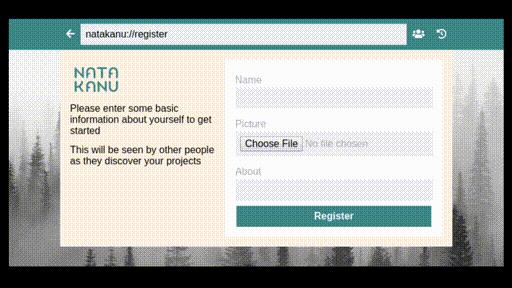 natakanu://register
NATA
KANU
Please enter some basic
information about yourself to get
started
This will be seen by other people
as they discover your projects
Name
Picture
Choose File No file chosen
About
Register